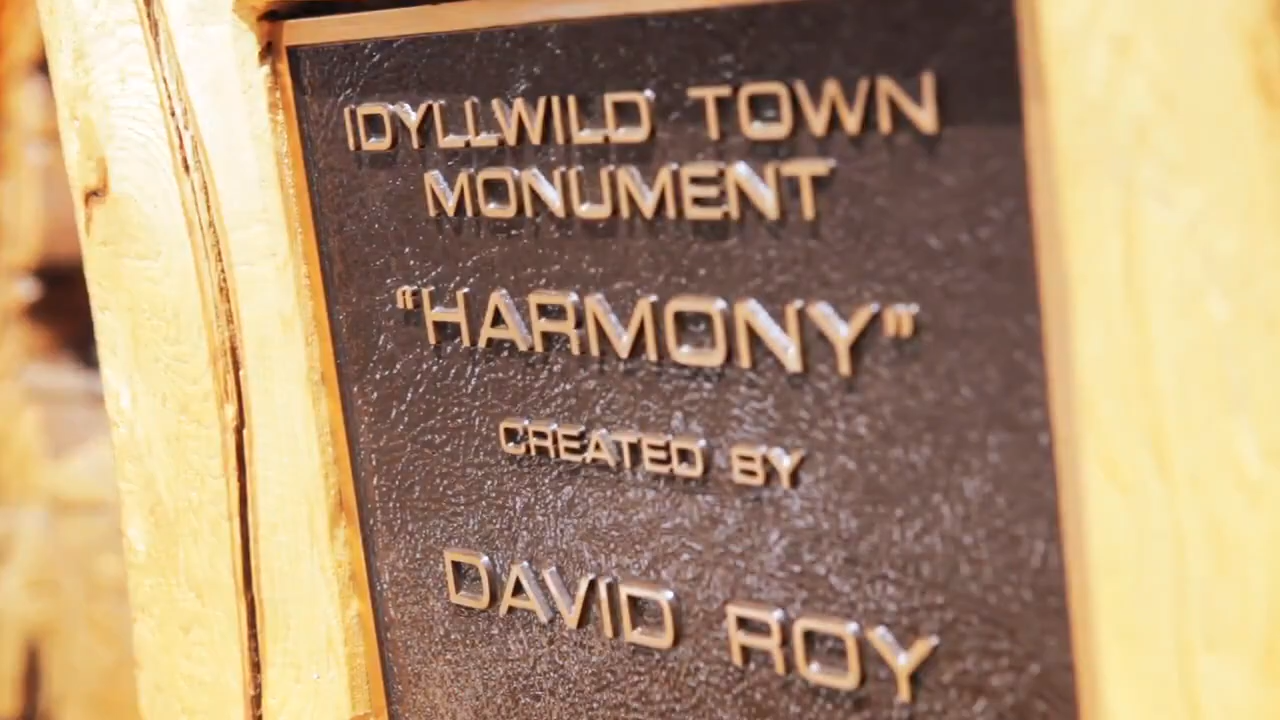 IDYLLWILD TOWN
MONUMENT
"HARMONY"
CREATED BY
DAVID ROY